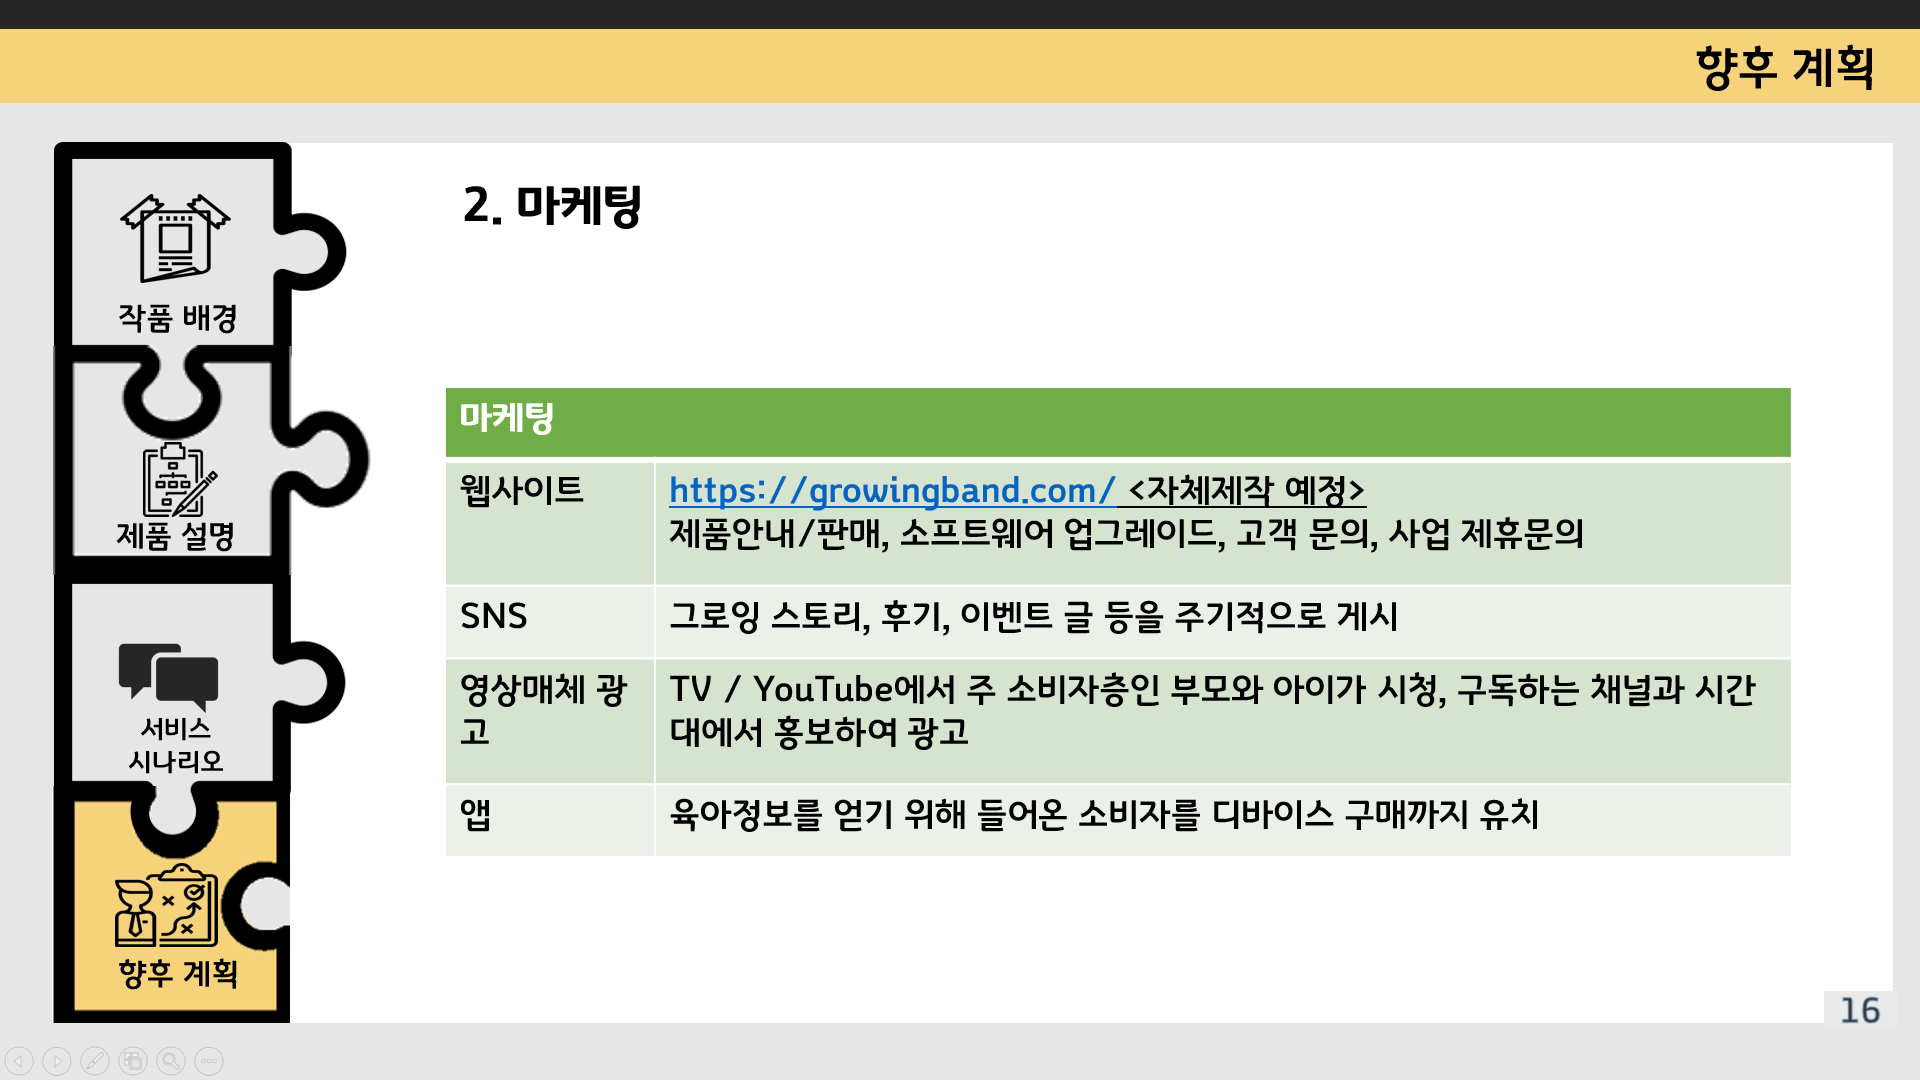 향후 계획
작품 배경
제품 설명
서비스
시나리오
향후 계획
2. 마케팅
마케팅
웹사이트
https://growingband.com/ <자체제작 예정>
제품안내/판매, 소프트웨어 업그레이드, 고객 문의, 사업 제휴문의
SNS
그로잉 스토리, 후기, 이벤트 글 등을 주기적으로 게시
영상매체 광
고
TV / YouTube에서 주 소비자층인 부모와 아이가 시청, 구독하는 채널과 시간
대에서 홍보하여 광고
앱
육아정보를 얻기 위해 들어온 소비자를 디바이스 구매까지 유치
16